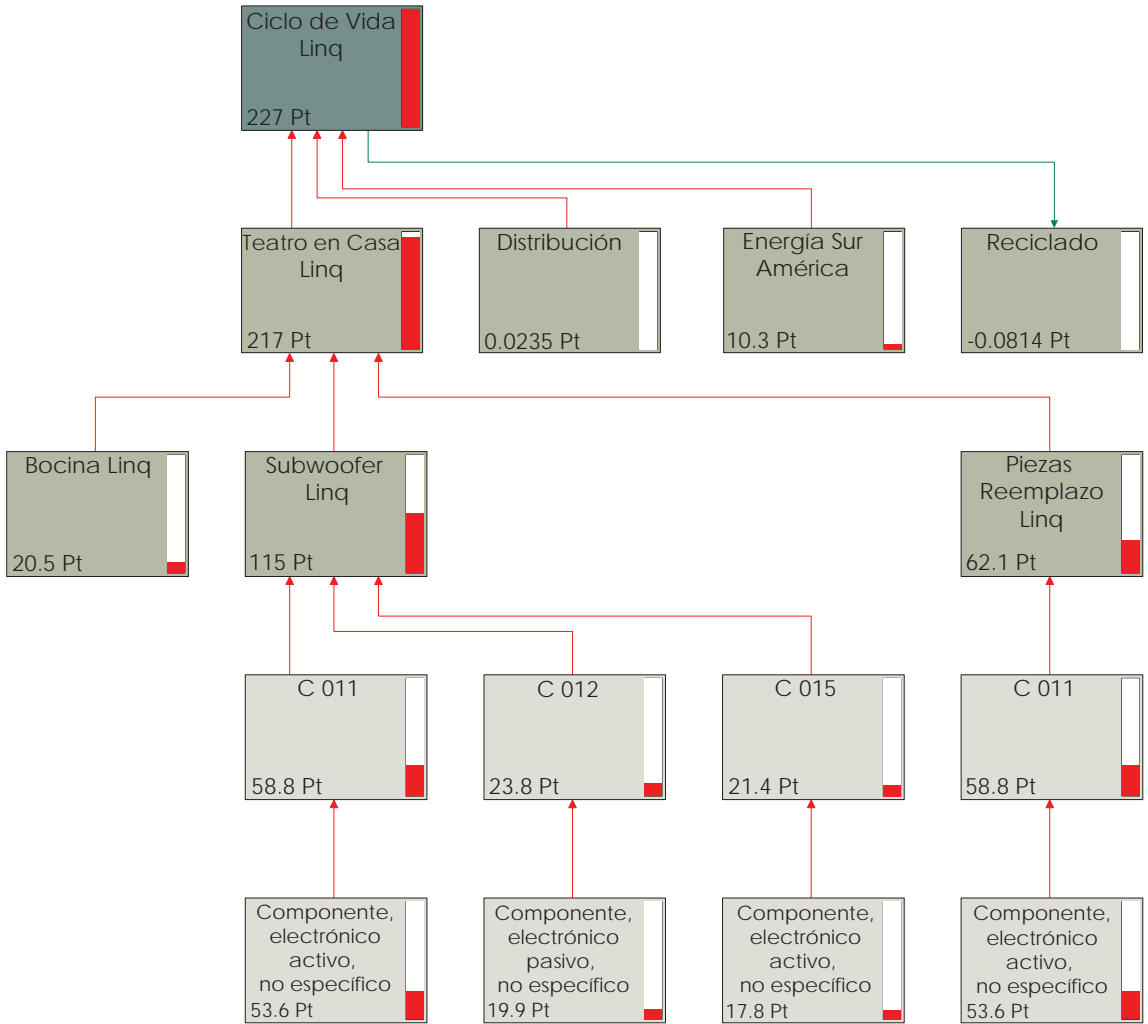 Ciclo de Vida
Linq
227 Pt
Teatro en Casa
Linq
217 Pt
Distribución
0.0235 Pt
Energía Sur
América
10.3 Pt
Reciclado
-0.0814 Pt
Bocina Linq
20.5 Pt
Subwoofer
Linq
115 Pt
Piezas
Reemplazo
Linq
62.1 Pt
C 011
58.8 Pt
C 012
23.8 Pt
C 015
21.4 Pt
C 011
58.8 Pt
Componente,
electrónico
activo,
no específico
53.6 Pt
Componente,
electrónico
pasivo,
no específico
19.9 Pt
Componente,
electrónico
activo,
no específico
17.8 Pt
Componente,
electrónico
activo,
no específico
53.6 Pt